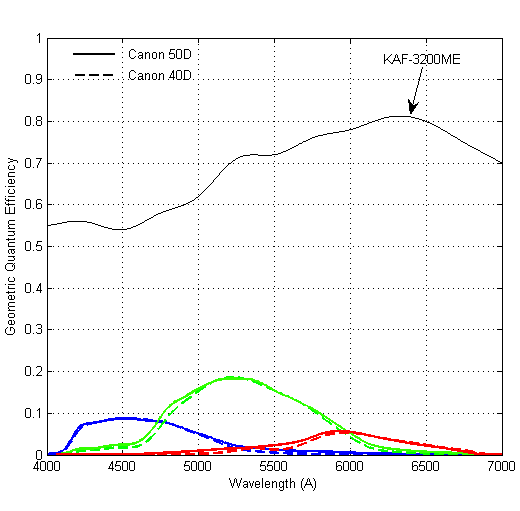 1
Canon 50D
Canon 40D
KAF-3200ME
0.9
0.8
0.7
0.6
0.5
0.4
0.3
0.2
0.1
0
Geometric Quantum Efficiency
4000 4500 5000 5500 6000 6500 7000
Wavelength (A)